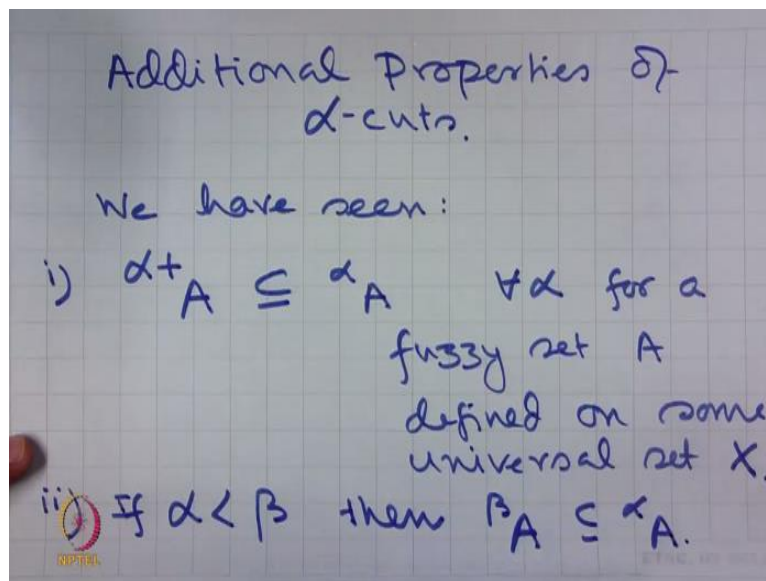 Additional Properties of
α-cuts.
We have seen:
i) α+A ⊆ αA ∀α for a
fuzzy set A
defined on some
universal set X.
ii) If α < β then βA ⊆ αA.
NPTEL